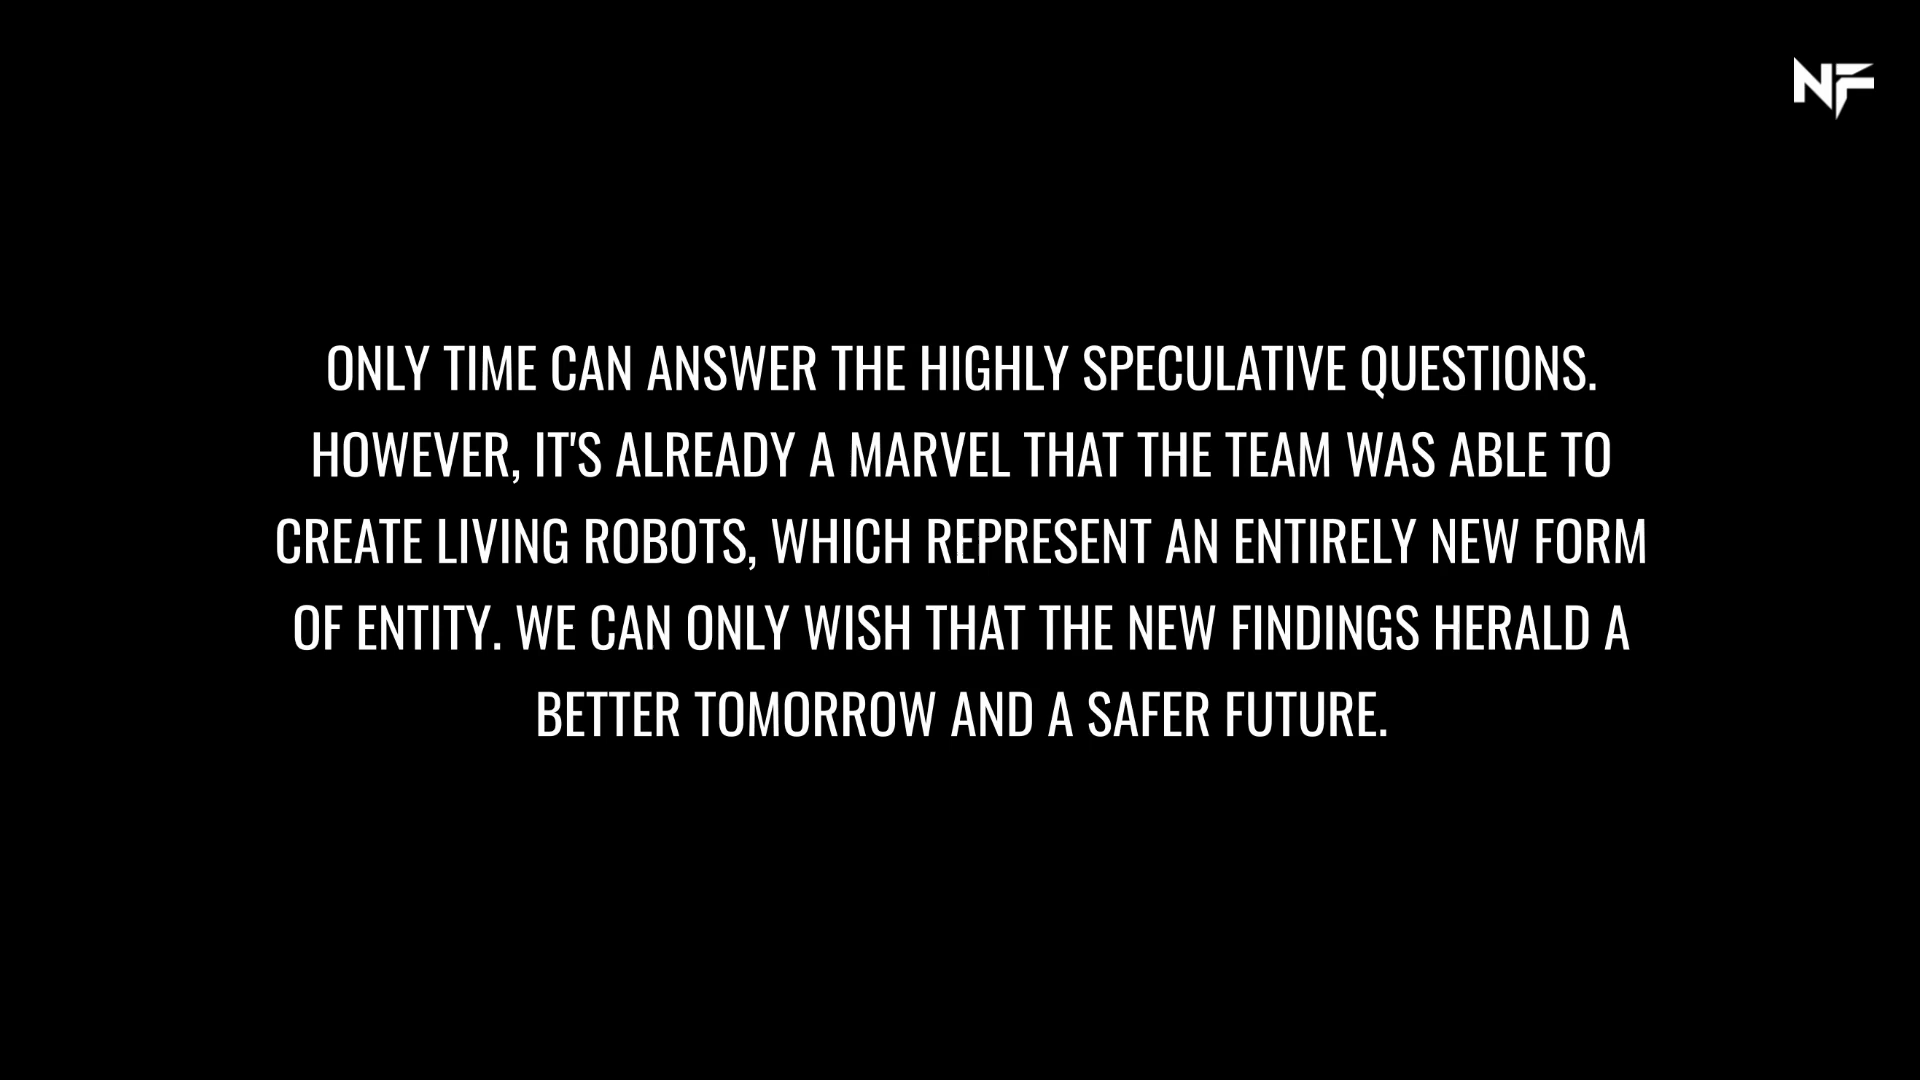 NF
ONLY TIME CAN ANSWER THE HIGHLY SPECULATIVE QUESTIONS.
HOWEVER, IT'S ALREADY A MARVEL THAT THE TEAM WAS ABLE TO
CREATE LIVING ROBOTS, WHICH REPRESENT AN ENTIRELY NEW FORM
OF ENTITY. WE CAN ONLY WISH THAT THE NEW FINDINGS HERALD A
BETTER TOMORROW AND A SAFER FUTURE.